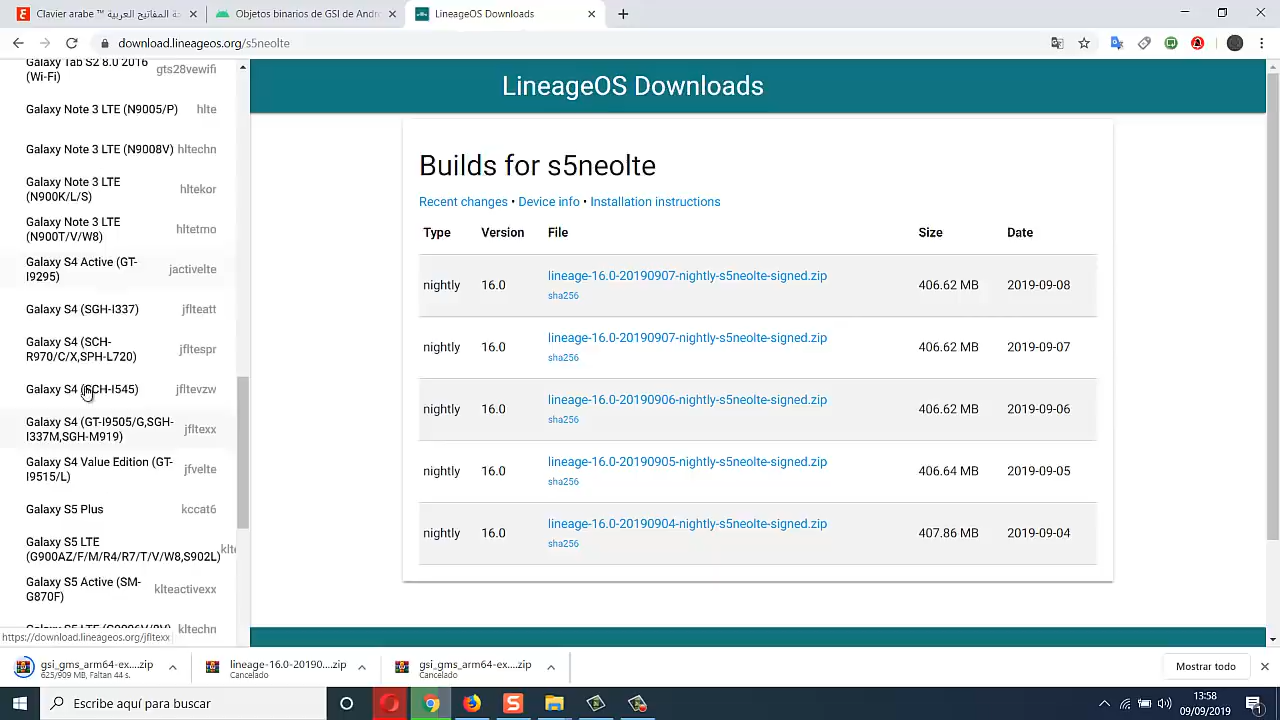 Clavier arabe ™ لوحة المفاتيح العربية
Objetos binarios de GSI de Andro
LineageOS Downloads
download.lineageos.org/s5neolte
LineageOS Downloads
Galaxy Tab S2 8.0 2016 (Wi-Fi) gts28vewifi
Galaxy Note 3 LTE (N9005/P) hlte
Galaxy Note 3 LTE (N9008V) hltechn
Galaxy Note 3 LTE
(N900K/L/S) hltekor
Galaxy Note 3 LTE
(N900T/V/W8) hltetmo
Galaxy S4 Active (GT-
I9295) jactivelte
Galaxy S4 (SGH-I337) jflteatt
Galaxy S4 (SCH-
R970/C/X,SPH-L720) jfltespr
Galaxy S4 (SCH-I545) jfltevzw
Galaxy S4 (GT-I9505/G,SGH-
I337M,SGH-M919) jfltexx
Galaxy S4 Value Edition (GT-
I9515/L) jfvelte
Galaxy S5 Plus kccat6
Galaxy S5 LTE
(G900AZ/F/M/R4/R7/T/V/W8,S902L) klte
Galaxy S5 Active (SM-
G870F) klteactivexx
Galaxy S5 LTE (G9006V/8V) kltechn
https://download.lineageos.org/jfltexx
Builds for s5neolte
Recent changes • Device info • Installation instructions
Type Version File Size Date
nightly 16.0 lineage-16.0-20190907-nightly-s5neolte-signed.zip 406.62 MB 2019-09-08
sha256
nightly 16.0 lineage-16.0-20190907-nightly-s5neolte-signed.zip 406.62 MB 2019-09-07
sha256
nightly 16.0 lineage-16.0-20190906-nightly-s5neolte-signed.zip 406.62 MB 2019-09-06
sha256
nightly 16.0 lineage-16.0-20190905-nightly-s5neolte-signed.zip 406.64 MB 2019-09-05
sha256
nightly 16.0 lineage-16.0-20190904-nightly-s5neolte-signed.zip 407.86 MB 2019-09-04
sha256
gsi_gms_arm64-ex....zip
625/909 MB, Faltan 44 s.
lineage-16.0-20190....zip
Cancelado
gsi_gms_arm64-ex....zip
Cancelado
Mostrar todo
Escribe aquí para buscar
13:58
09/09/2019